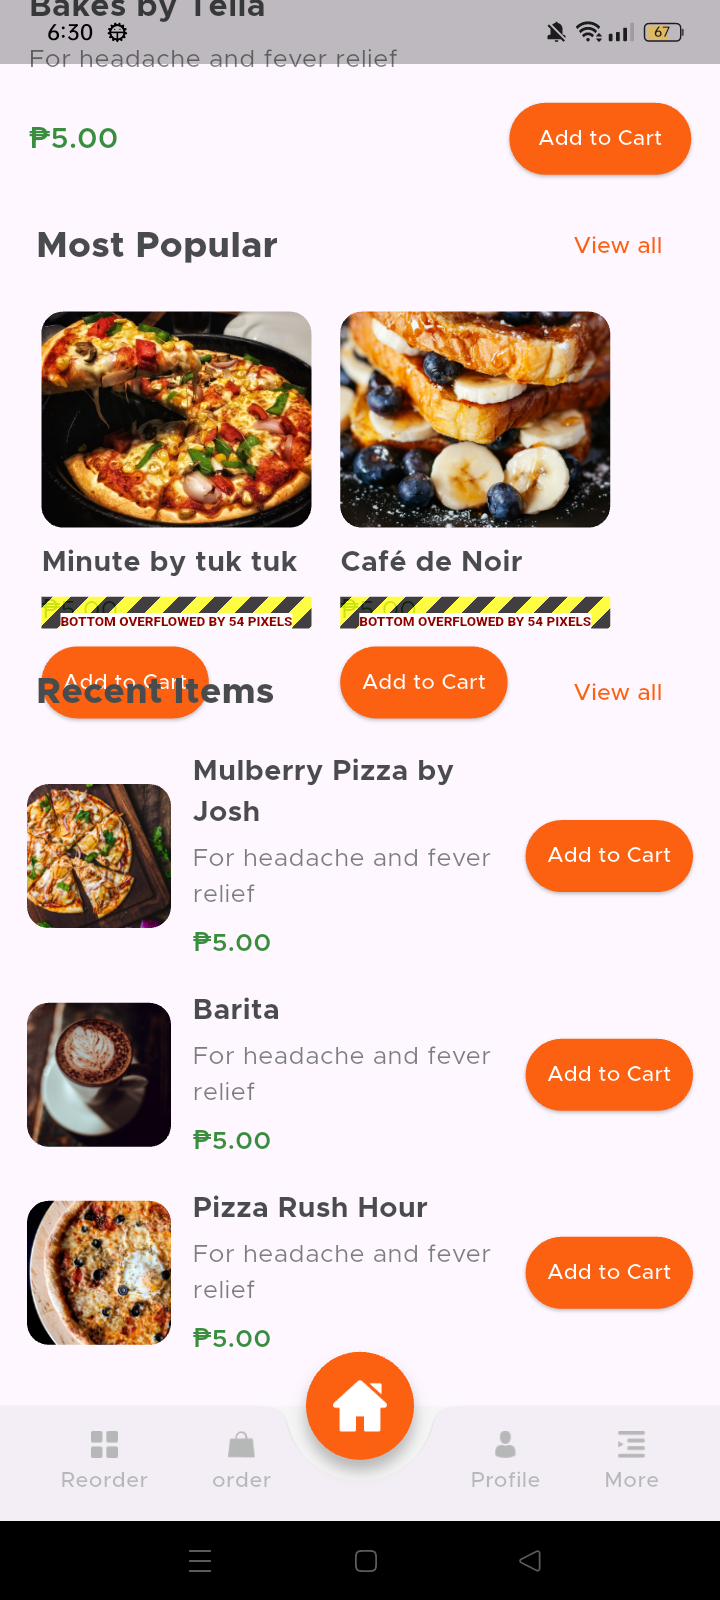 Bakes by Tella
6:30
67
For headache and fever relief
₱5.00
Add to Cart
Most Popular
View all
Minute by tuk tuk
Café de Noir
₱5.00
₱5.00
BOTTOM OVERFLOWED BY 54 PIXELS
BOTTOM OVERFLOWED BY 54 PIXELS
Add to Cart
Add to Cart
Recent Items
View all
Mulberry Pizza by
Josh
For headache and fever
relief
₱5.00
Add to Cart
Barita
For headache and fever
relief
₱5.00
Add to Cart
Pizza Rush Hour
For headache and fever
relief
₱5.00
Add to Cart
Reorder
order
Profile
More